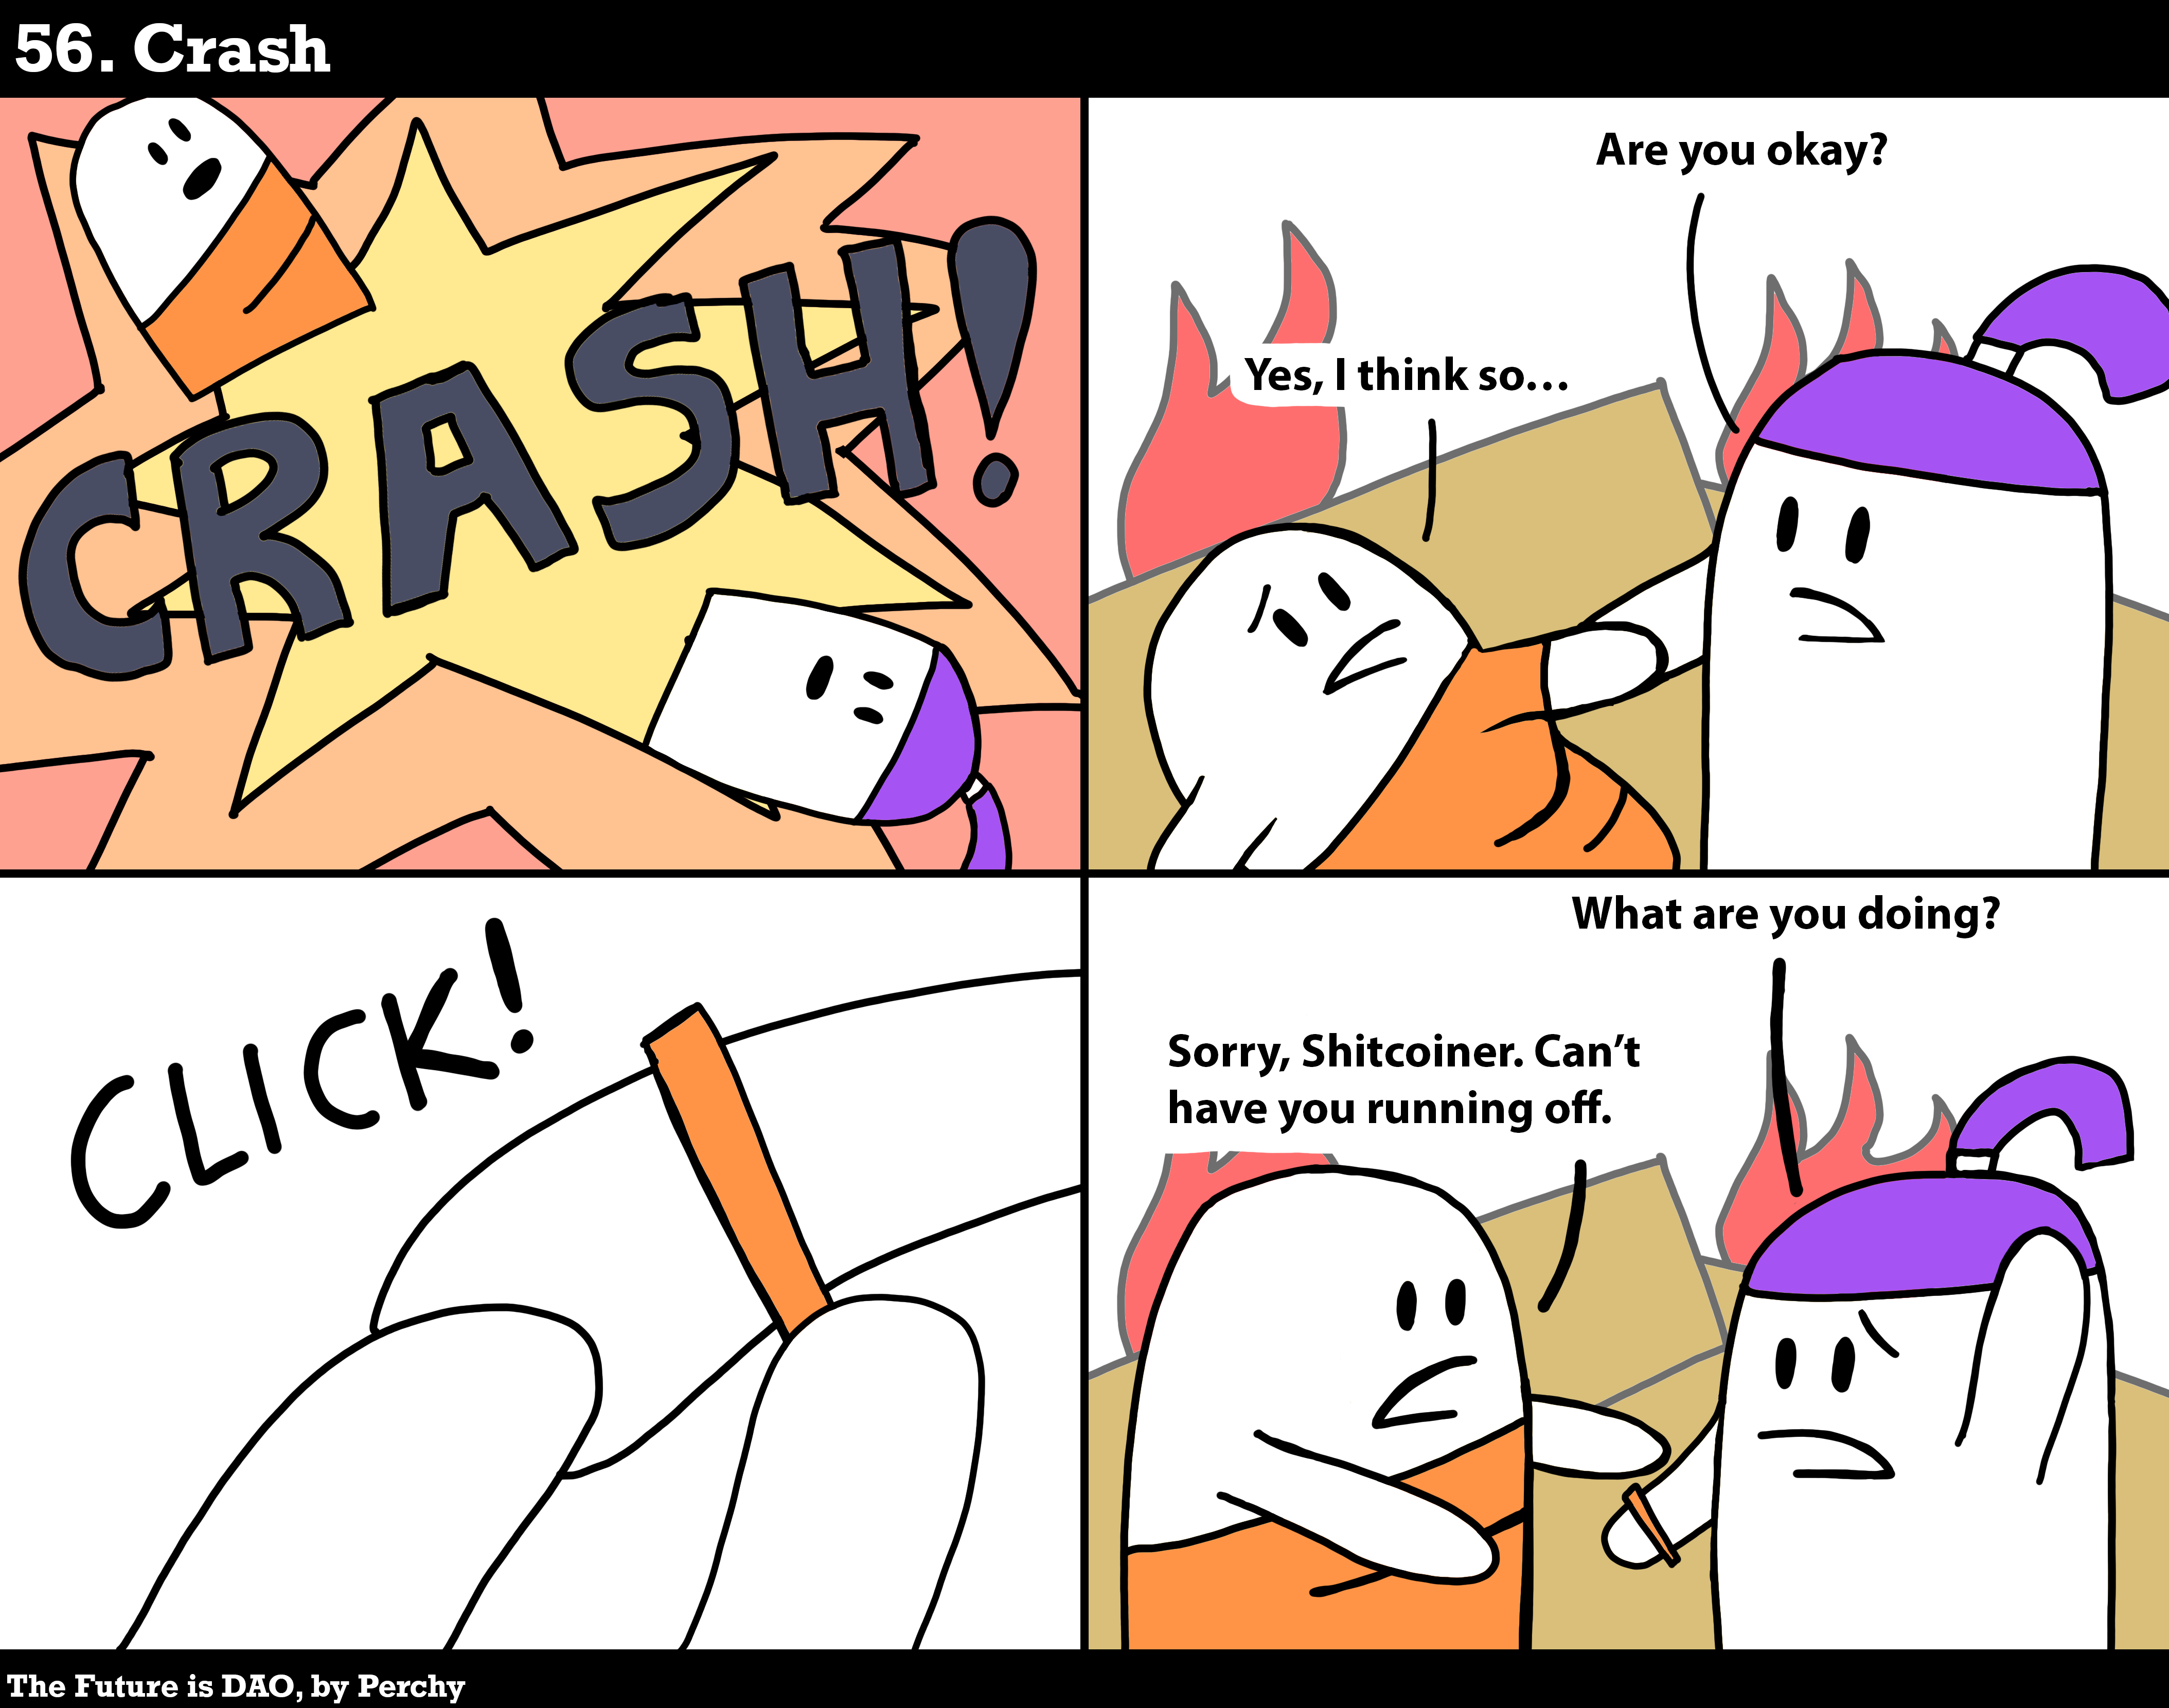 56. Crash
CRASH!
Are you okay?
Yes, I think so...
CLICK!
What are you doing?
Sorry, Shitcoiner. Can't
have you running off.
The Future is DAO, by Perchy